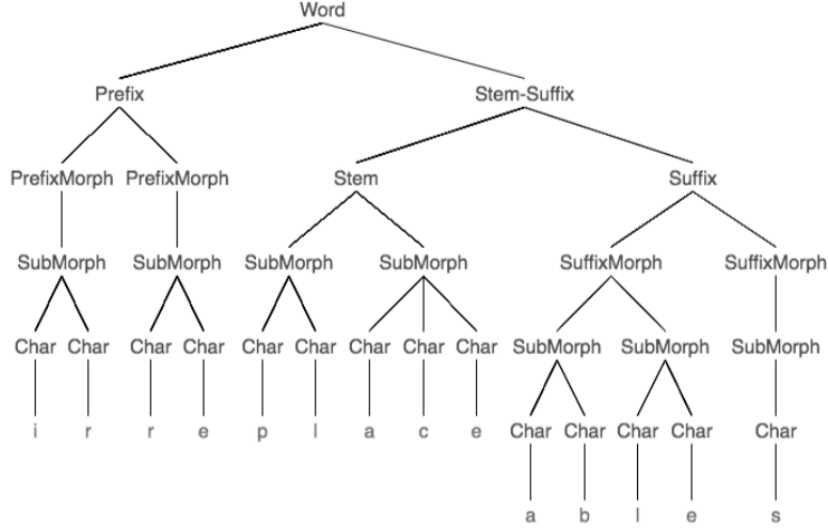 Word
Prefix Stem-Suffix
PrefixMorph PrefixMorph Stem Suffix
SubMorph SubMorph SubMorph SubMorph SuffixMorph SuffixMorph
Char Char Char Char Char Char Char Char Char SubMorph SubMorph SubMorph
i r r e p l a c e Char Char Char Char Char
a b l e s